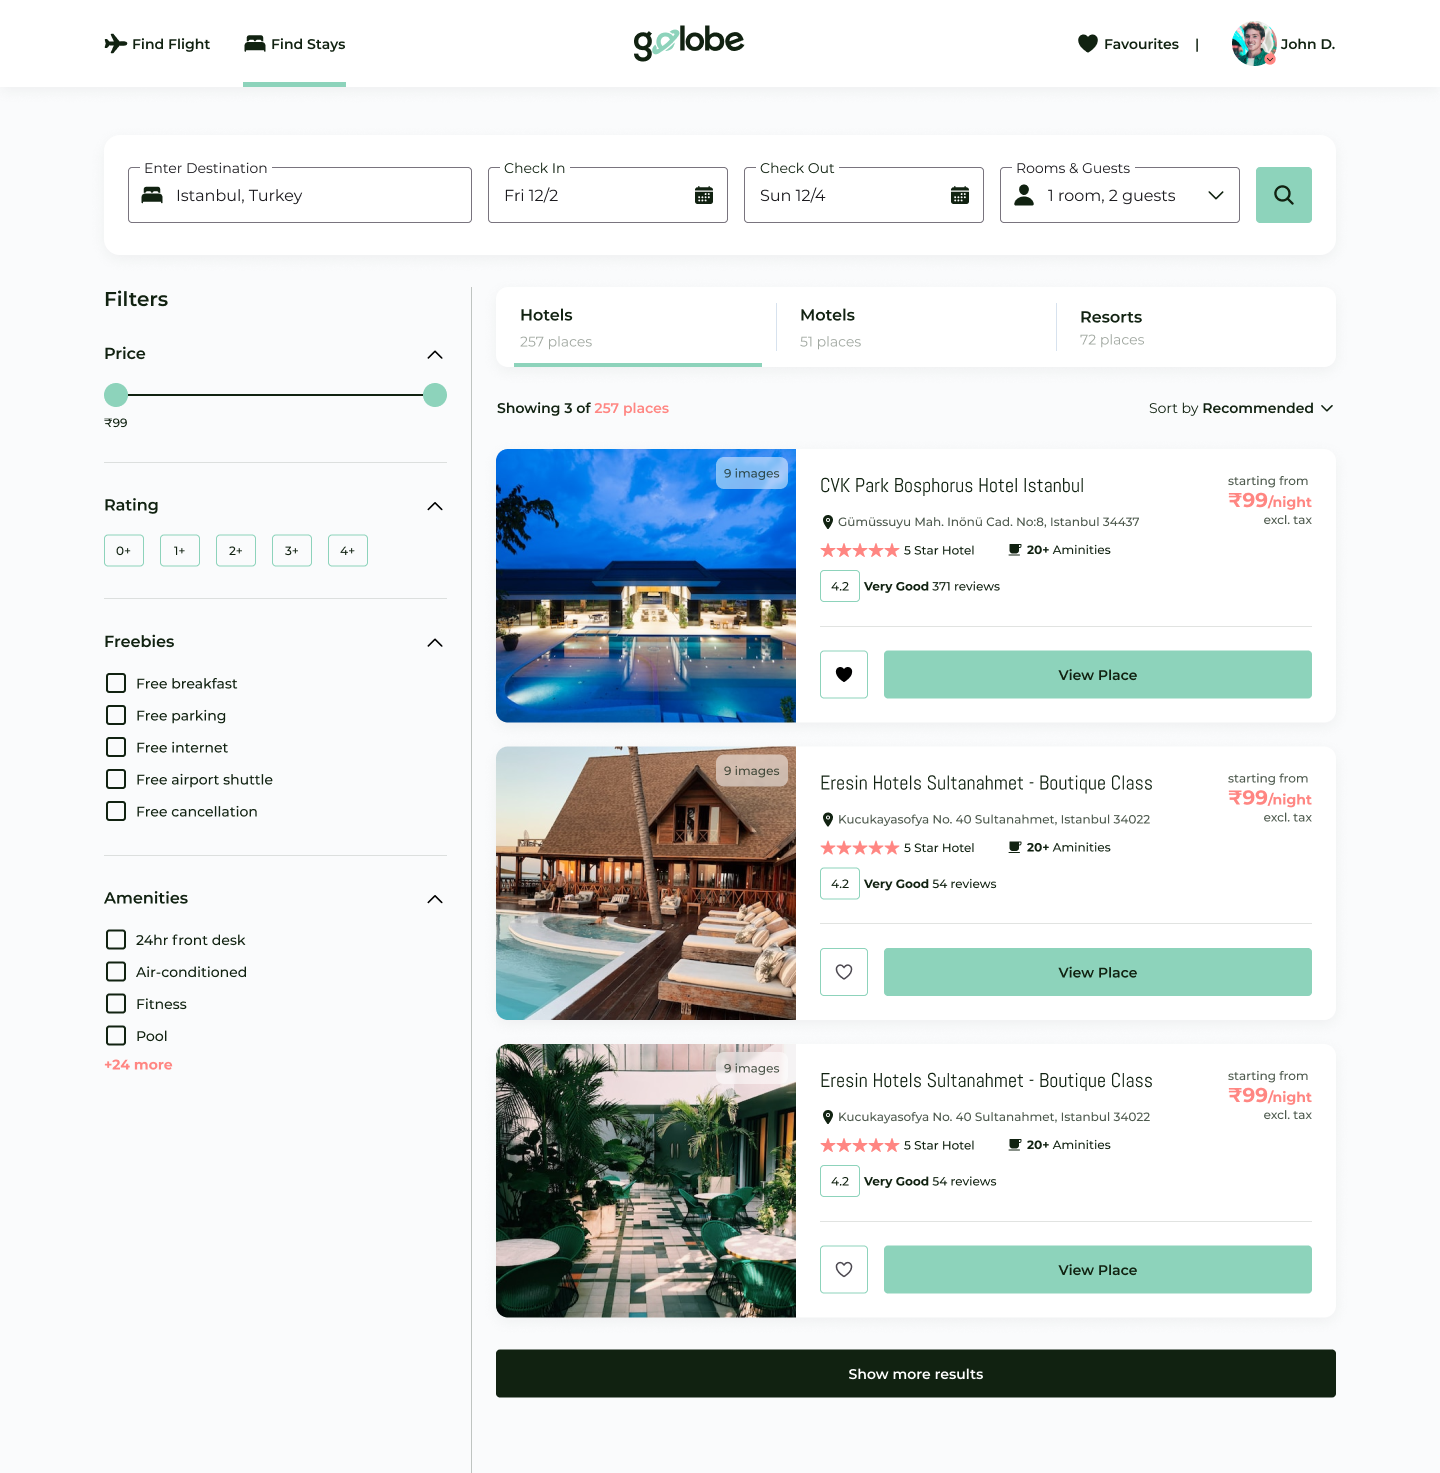 Find Flight
Find Stays
golobe
Favourites |
John D.
Enter Destination
Istanbul, Turkey
Check In
Fri 12/2
Check Out
Sun 12/4
Rooms & Guests
1 room, 2 guests
Filters
Price
₹99
Rating
0+ 1+ 2+ 3+ 4+
Freebies
Free breakfast
Free parking
Free internet
Free airport shuttle
Free cancellation
Amenities
24hr front desk
Air-conditioned
Fitness
Pool
+24 more
Hotels
257 places
Motels
51 places
Resorts
72 places
Showing 3 of 257 places
Sort by Recommended
9 images
CVK Park Bosphorus Hotel Istanbul
starting from
₹99/night
excl. tax
Gümüssuyu Mah. Inönü Cad. No:8, Istanbul 34437
5 Star Hotel
20+ Aminities
4.2 Very Good 371 reviews
View Place
9 images
Eresin Hotels Sultanahmet - Boutique Class
starting from
₹99/night
excl. tax
Kucukayasofya No. 40 Sultanahmet, Istanbul 34022
5 Star Hotel
20+ Aminities
4.2 Very Good 54 reviews
View Place
9 images
Eresin Hotels Sultanahmet - Boutique Class
starting from
₹99/night
excl. tax
Kucukayasofya No. 40 Sultanahmet, Istanbul 34022
5 Star Hotel
20+ Aminities
4.2 Very Good 54 reviews
View Place
Show more results